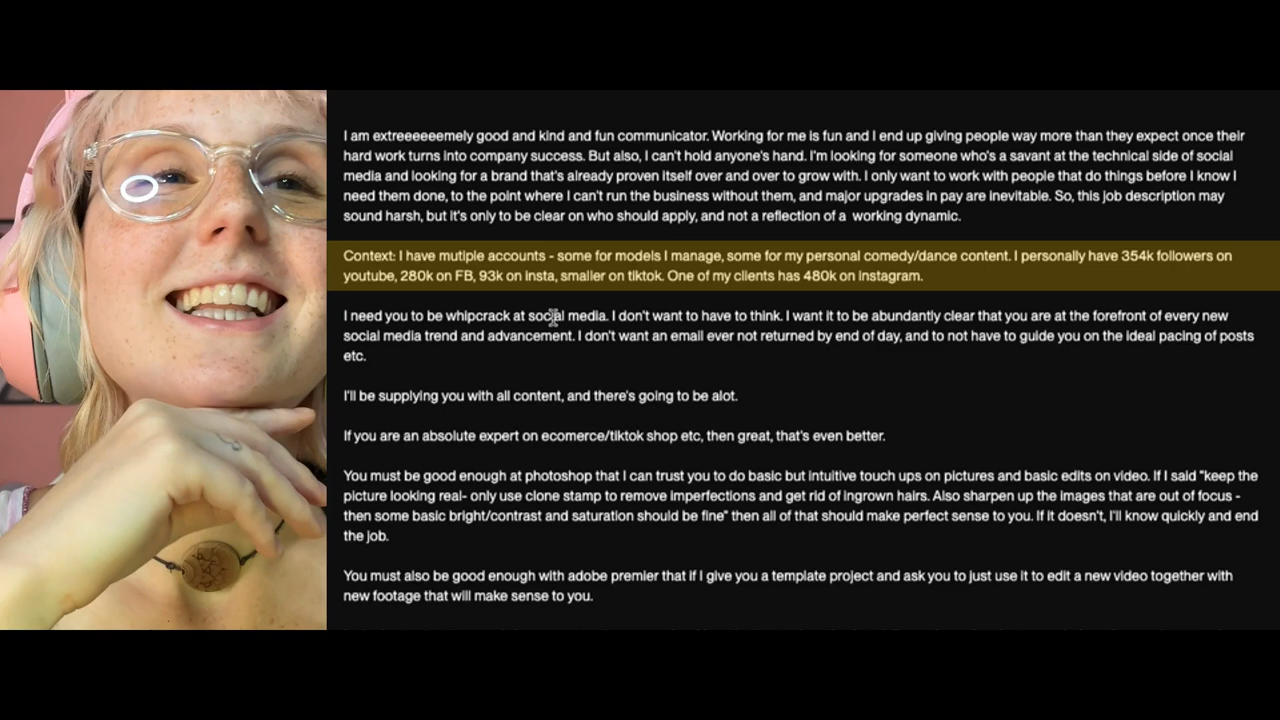 I am extreeeeeemely good and kind and fun communicator. Working for me is fun and I end up giving people way more than they expect once their
hard work turns into company success. But also, I can't hold anyone's hand. I'm looking for someone who's a savant at the technical side of social
media and looking for a brand that's already proven itself over and over to grow with. I only want to work with people that do things before I know I
need them done, to the point where I can't run the business without them, and major upgrades in pay are inevitable. So, this job description may
sound harsh, but it's only to be clear on who should apply, and not a reflection of a working dynamic.
Context: I have mutiple accounts - some for models I manage, some for my personal comedy/dance content. I personally have 354k followers on
youtube, 280k on FB, 93k on insta, smaller on tiktok. One of my clients has 480k on instagram.
I need you to be whipcrack at social media. I don't want to have to think. I want it to be abundantly clear that you are at the forefront of every new
social media trend and advancement. I don't want an email ever not returned by end of day, and to not have to guide you on the ideal pacing of posts
etc.
I'll be supplying you with all content, and there's going to be alot.
If you are an absolute expert on ecomerce/tiktok shop etc, then great, that's even better.
You must be good enough at photoshop that I can trust you to do basic but intuitive touch ups on pictures and basic edits on video. If I said "keep the
picture looking real- only use clone stamp to remove imperfections and get rid of ingrown hairs. Also sharpen up the images that are out of focus -
then some basic bright/contrast and saturation should be fine" then all of that should make perfect sense to you. If it doesn't, I'll know quickly and end
the job.
You must also be good enough with adobe premier that if I give you a template project and ask you to just use it to edit a new video together with
new footage that will make sense to you.